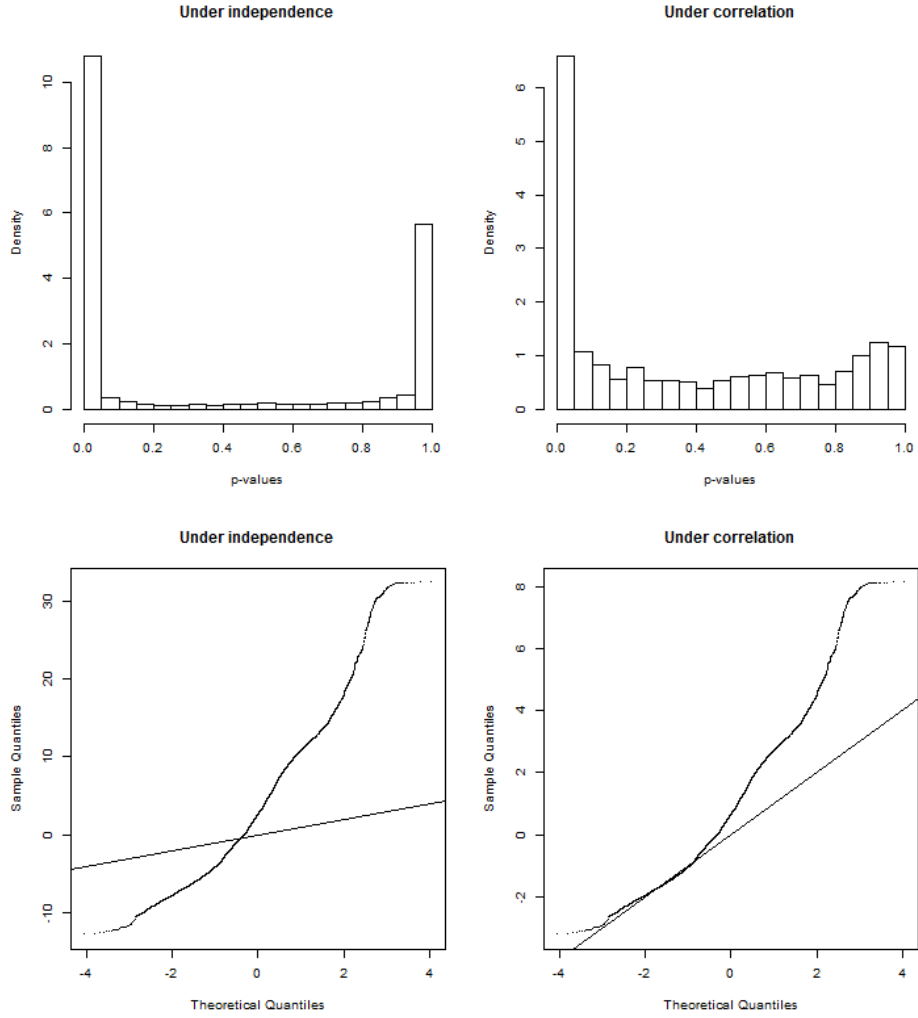 Under independence
Under correlation
Density
0
2
4
6
8
10
0.0 0.2 0.4 0.6 0.8 1.0
p-values
Density
0
1
2
3
4
5
6
0.0 0.2 0.4 0.6 0.8 1.0
p-values
Under independence
Under correlation
Sample Quantiles
-10
0
10
20
30
-4 -2 0 2 4
Theoretical Quantiles
Sample Quantiles
-2
0
2
4
6
8
-4 -2 0 2 4
Theoretical Quantiles